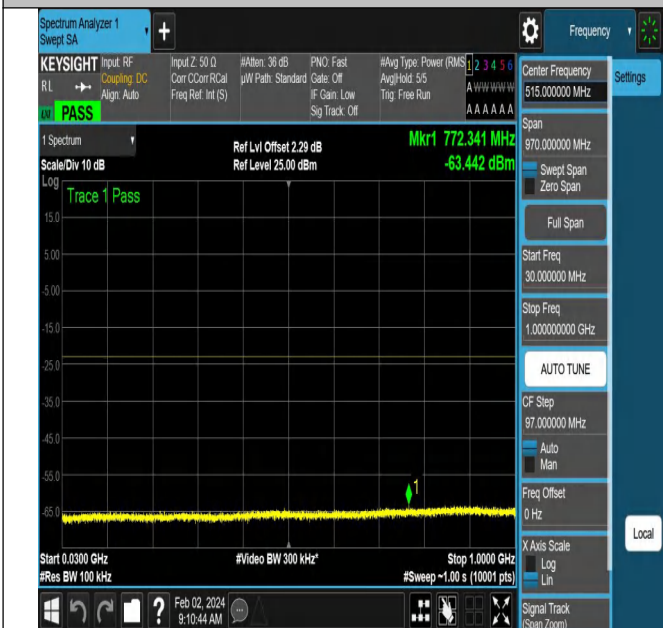 Spectrum Analyzer 1
Swept SA
+
Frequency
KEYSIGHT
RL
LXI
PASS
Input: RF
Coupling: DC
Align: Auto
Input Z: 50 Ω
Corr CCorr RCal
Freq Ref: Int (S)
#Atten: 36 dB
µW Path: Standard
PNO: Fast
Gate: Off
IF Gain: Low
Sig Track: Off
#Avg Type: Power (RMS
Avg|Hold: 5/5
Trig: Free Run
1 2 3 4 5 6
A W W W W W
A A A A A A
1 Spectrum
Scale/Div 10 dB
Ref Lvl Offset 2.29 dB
Ref Level 25.00 dBm
Mkr1 772.341 MHz
-63.442 dBm
Log
Trace 1 Pass
15.0
5.00
-5.00
-15.0
-25.0
-35.0
-45.0
-55.0
-65.0
1
Start 0.0300 GHz
#Res BW 100 kHz
#Video BW 300 kHz*
Stop 1.0000 GHz
#Sweep ~1.00 s (10001 pts)
Feb 02, 2024
9:10:44 AM
Center Frequency
515.000000 MHz
Settings
Span
970.000000 MHz
Swept Span
Zero Span
Full Span
Start Freq
30.000000 MHz
Stop Freq
1.000000000 GHz
AUTO TUNE
CF Step
97.000000 MHz
Auto
Man
Freq Offset
0 Hz
X Axis Scale
Log
Lin
Local
Signal Track
(Span Zoom)